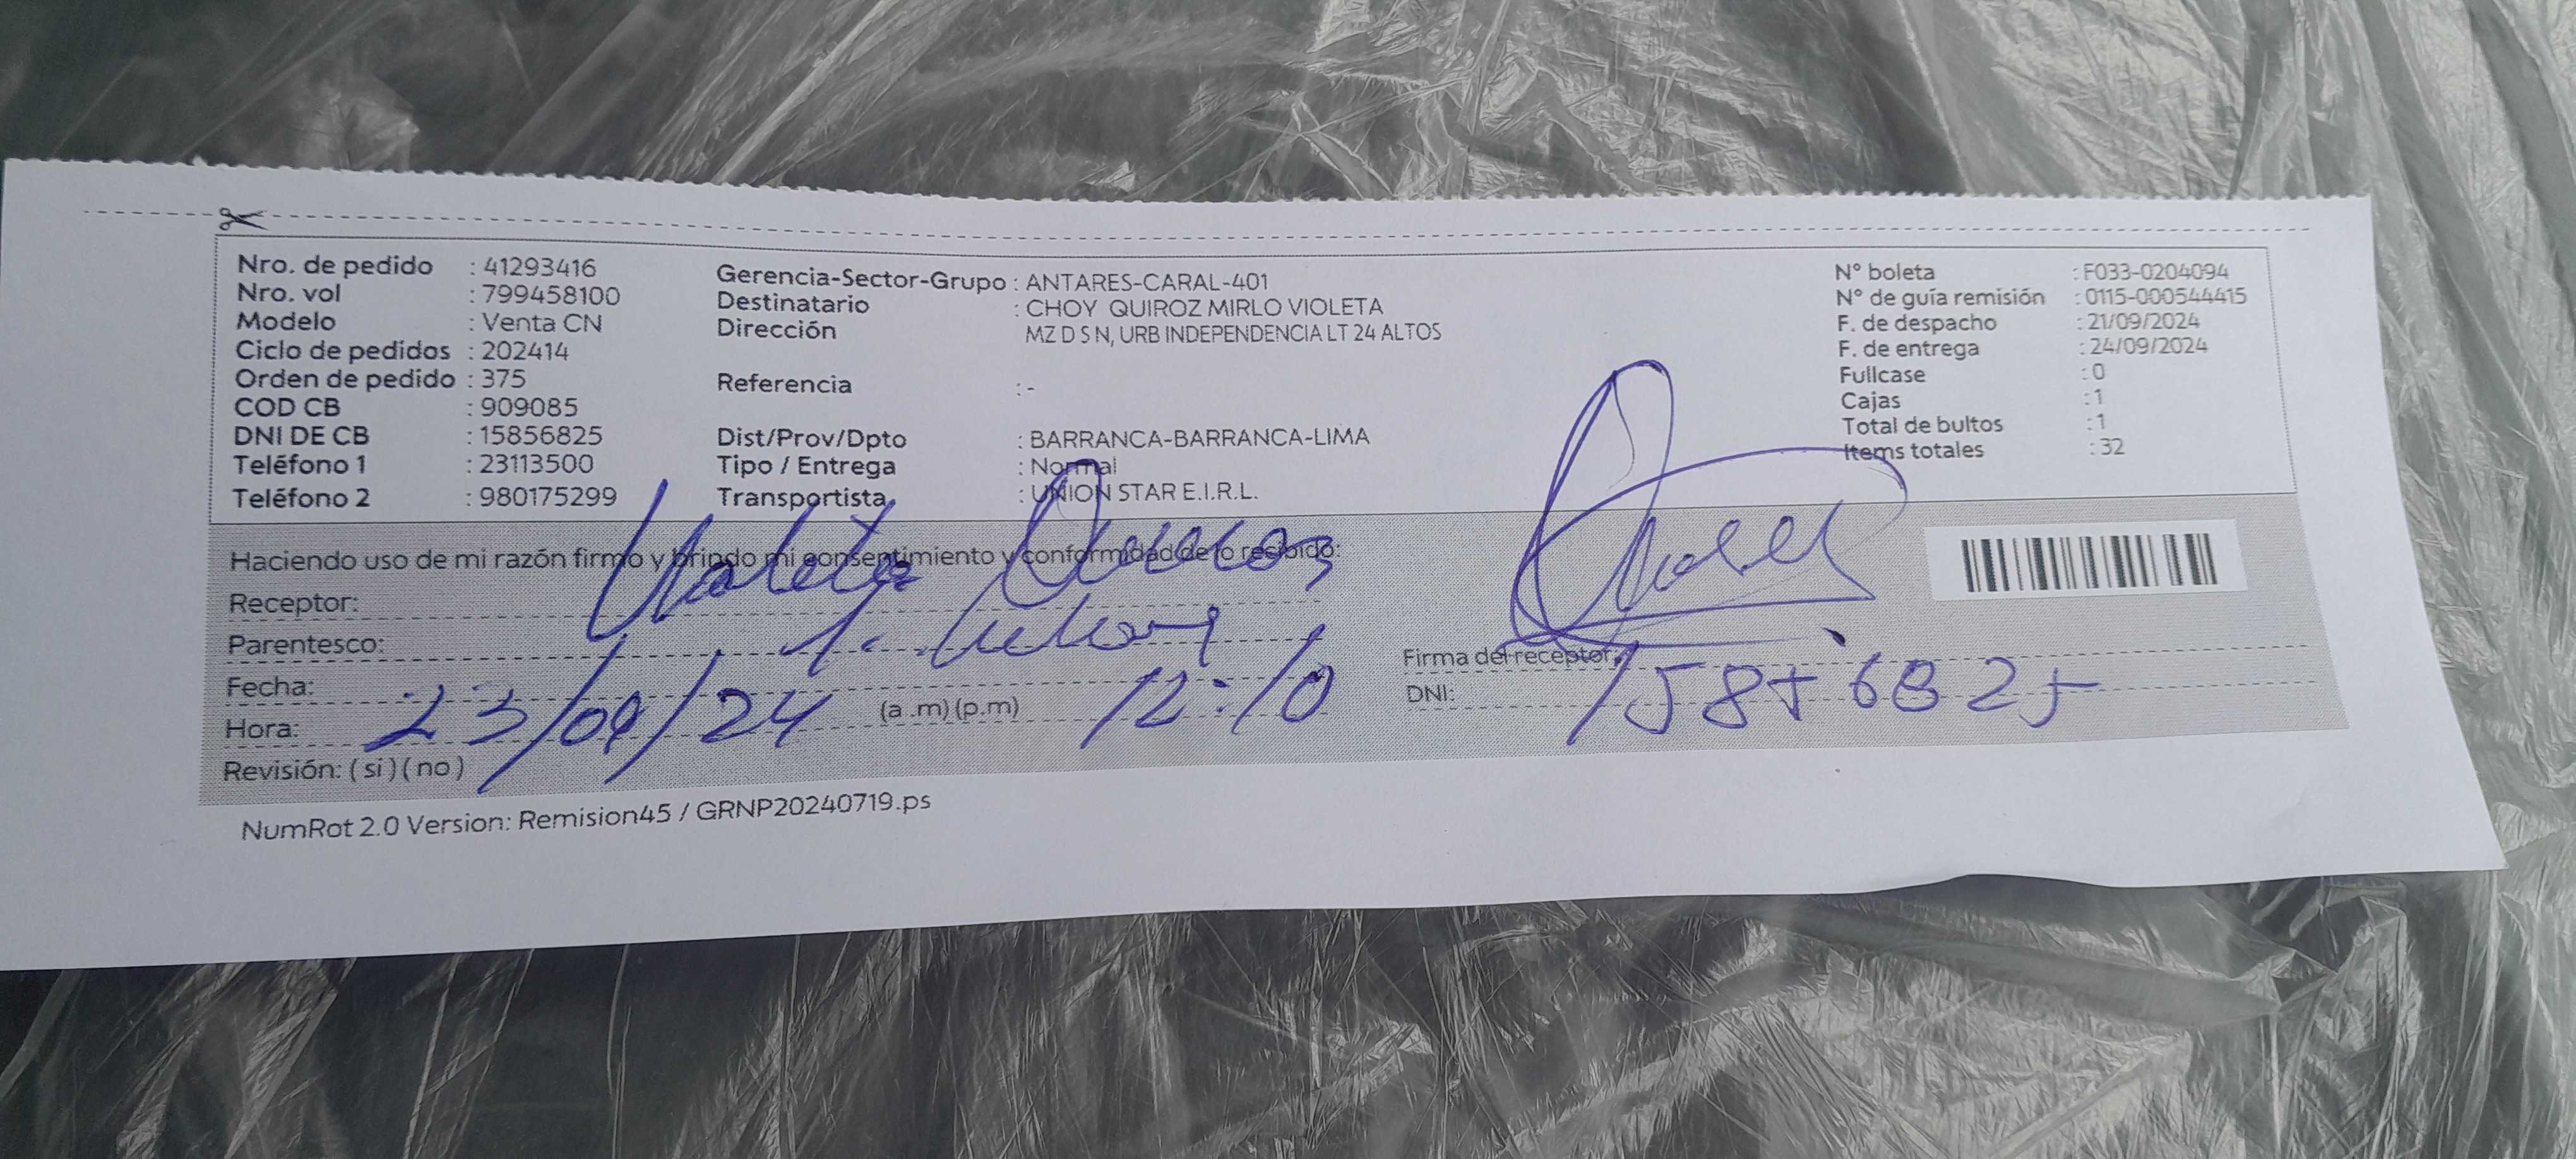 Nro. de pedido : 41293416
Nro. vol : 799458100
Modelo : Venta CN
Ciclo de pedidos : 202414
Orden de pedido : 375
COD CB : 909085
DNI DE CB : 15856825
Teléfono 1 : 23113500
Teléfono 2 : 980175299
Gerencia-Sector-Grupo : ANTARES-CARAL-401
Destinatario : CHOY QUIROZ MIRLO VIOLETA
Dirección MZ D S N, URB INDEPENDENCIA LT 24 ALTOS
Referencia : -
Dist/Prov/Dpto : BARRANCA-BARRANCA-LIMA
Tipo / Entrega : Normal
Transportista : UNION STAR E.I.R.L.
N° boleta : F033-0204094
N° de guía remisión : 0115-000544415
F. de despacho : 21/09/2024
F. de entrega : 24/09/2024
Fullcase : 0
Cajas : 1
Total de bultos : 1
Items totales : 32
Haciendo uso de mi razón firmo y brindo mi consentimiento y conformidad de lo recibido:
Receptor: Violeta
Parentesco:
Fecha: 23/09/24
Hora: (a .m) (p.m) 12:10
Revisión: ( si ) ( no )
Firma del receptor
DNI: 15856825
NumRot 2.0 Version: Remision45 / GRNP20240719.ps